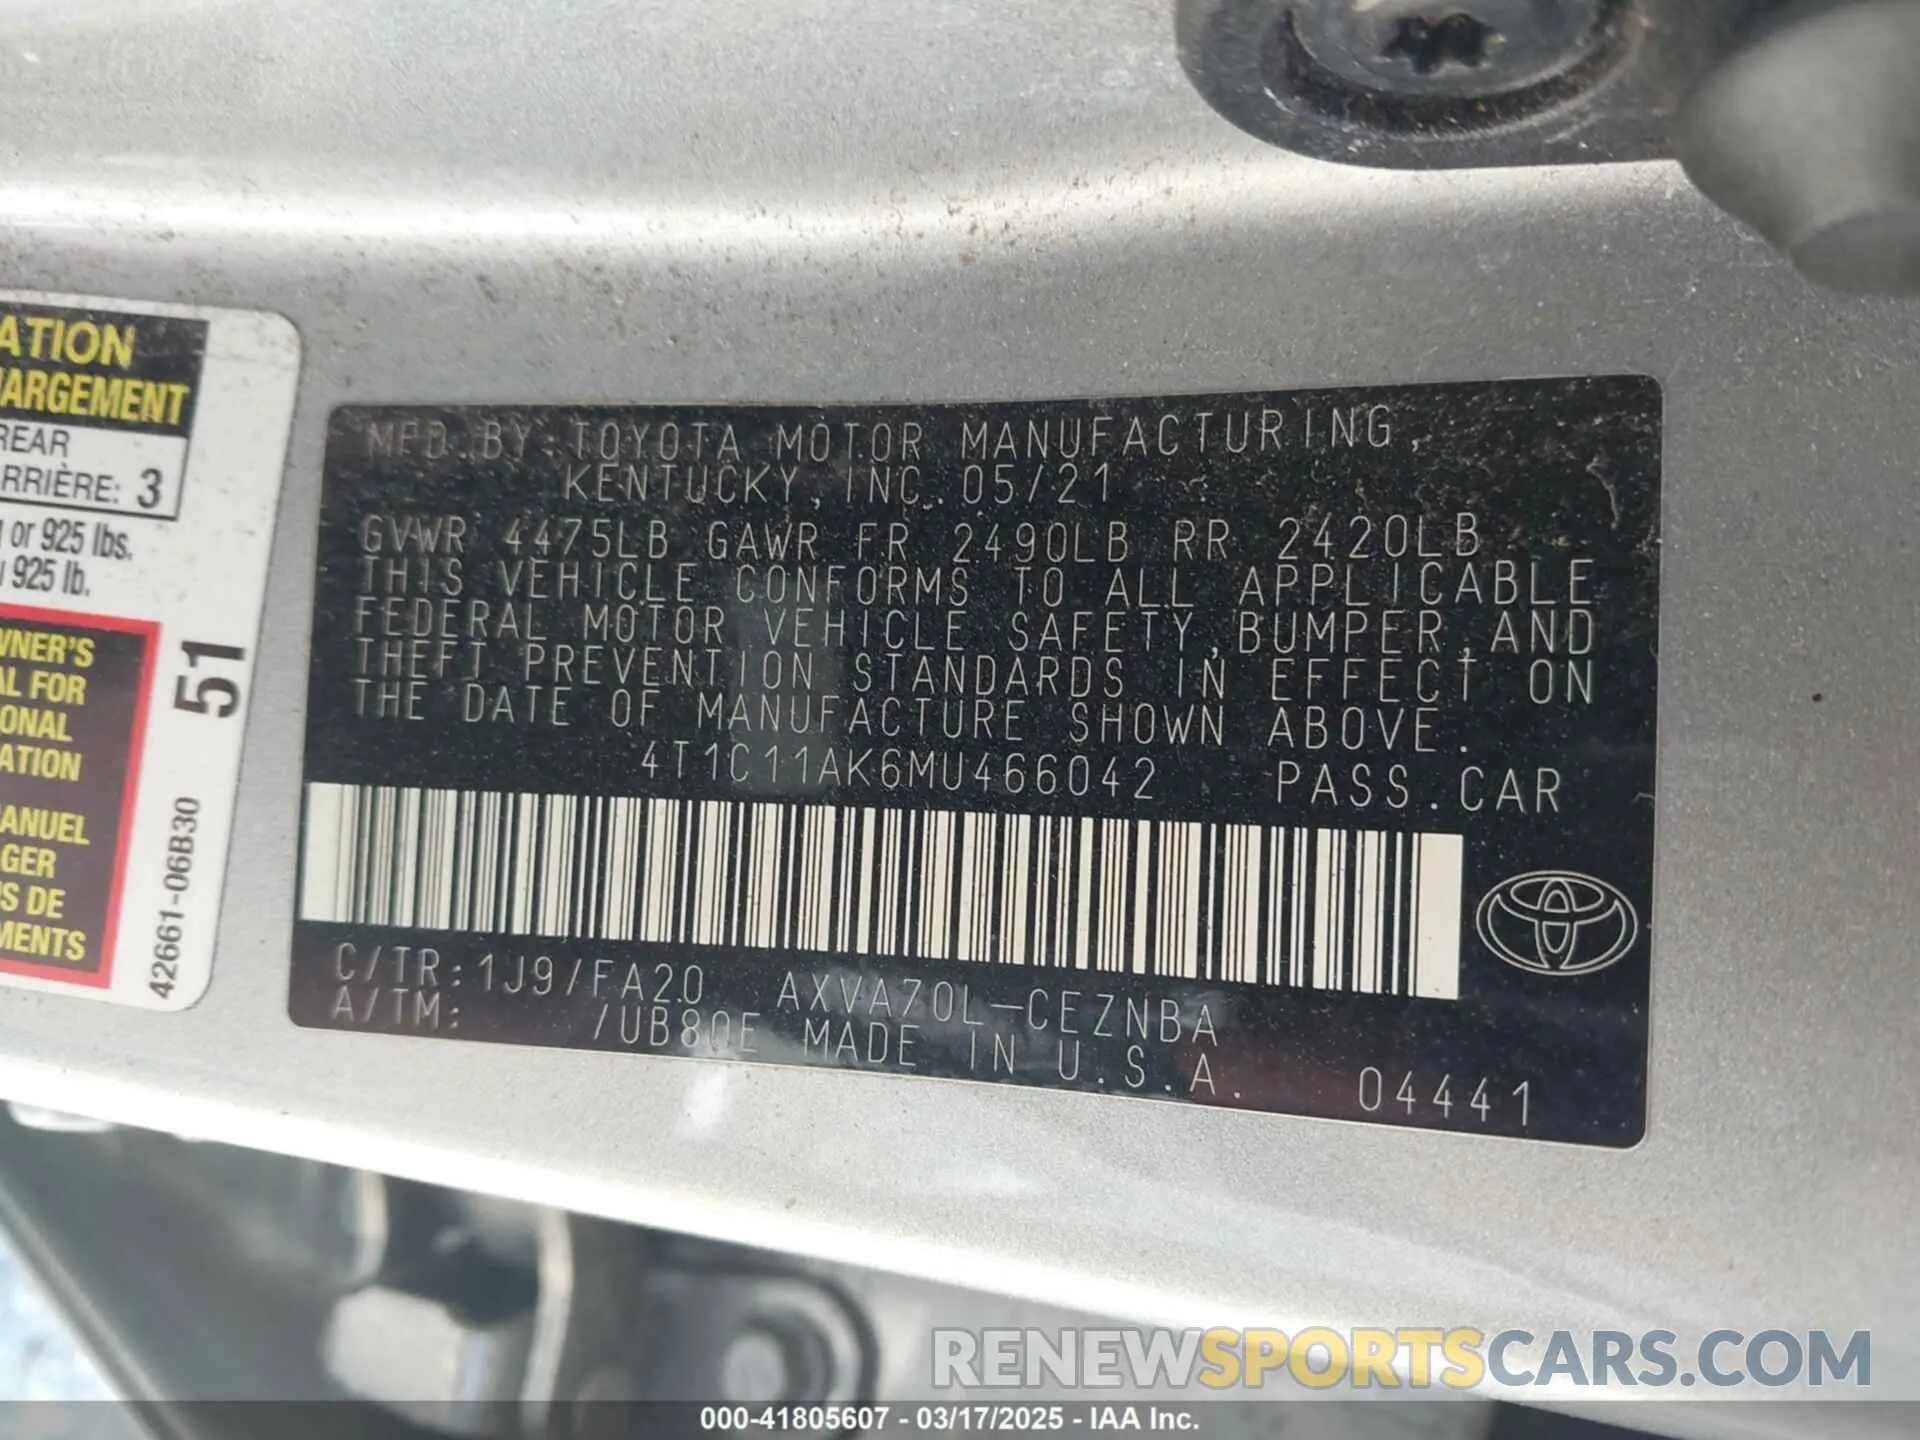 ATION
HARGEMENT
REAR
RRIÈRE: 3
or 925 lbs.
925 lb.
WNER'S
AL FOR
ONAL
ATION
ANUEL
GER
S DE
MENTS
51
42661-06B30
MFD.BY TOYOTA MOTOR MANUFACTURING,
KENTUCKY, INC. 05/21
GVWR 4475LB GAWR FR 2490LB RR 2420LB
THIS VEHICLE CONFORMS TO ALL APPLICABLE
FEDERAL MOTOR VEHICLE SAFETY, BUMPER, AND
THEFT PREVENTION STANDARDS IN EFFECT ON
THE DATE OF MANUFACTURE SHOWN ABOVE.
4T1C11AK6MU466042 PASS.CAR
C/TR:1J9/FA20 AXVA70L-CEZNBA
A/TM: /UB80E MADE IN U.S.A.
04441
RENEWSPORTSCARS.COM
000-41805607 - 03/17/2025 - IAA Inc.